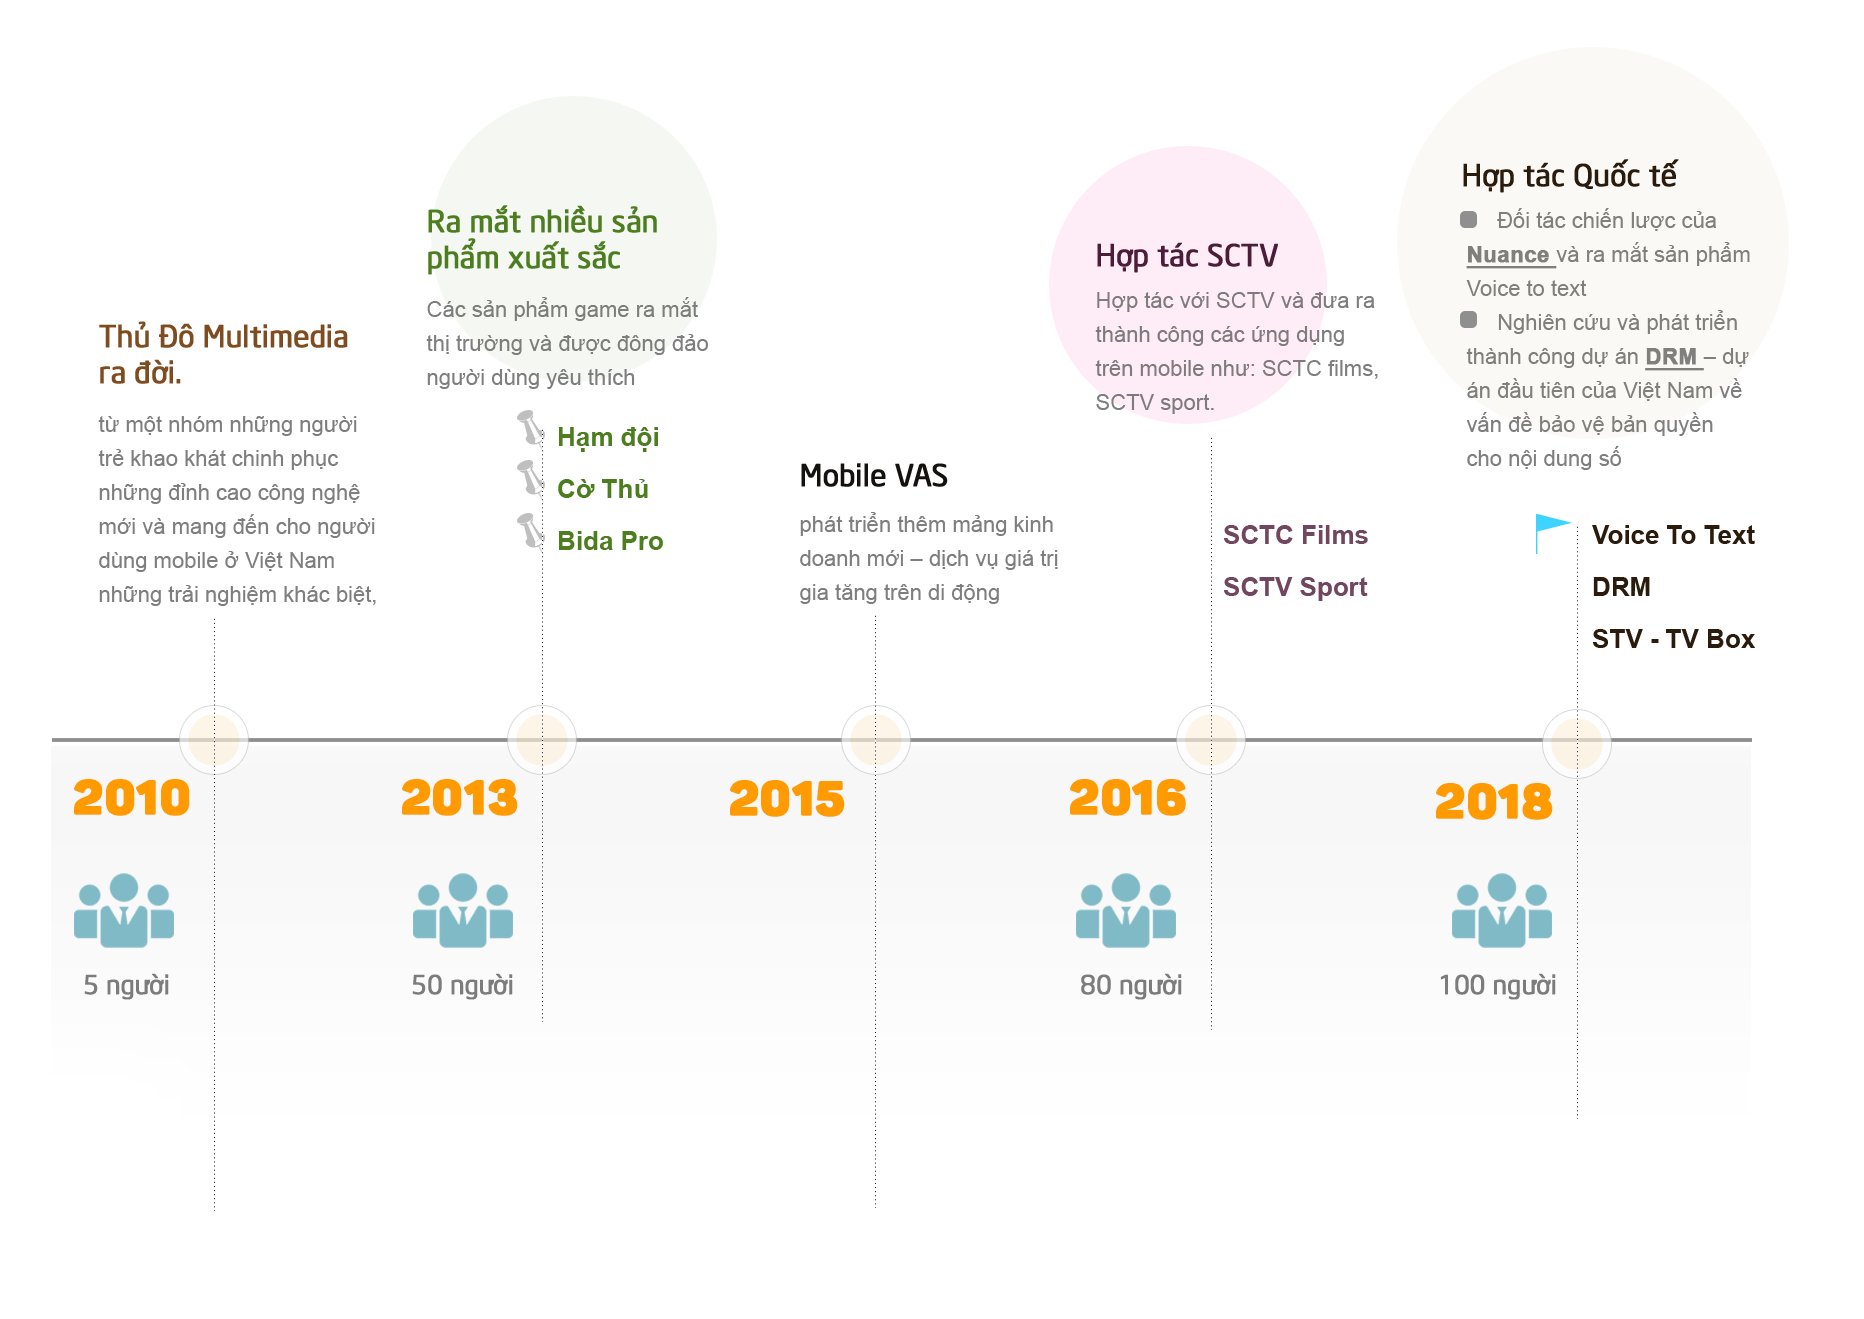 Thủ Đô Multimedia
ra đời.
từ một nhóm những người
trẻ khao khát chinh phục
những đỉnh cao công nghệ
mới và mang đến cho người
dùng mobile ở Việt Nam
những trải nghiệm khác biệt,
Ra mắt nhiều sản
phẩm xuất sắc
Các sản phẩm game ra mắt
thị trường và được đông đảo
người dùng yêu thích
Hạm đội
Cờ Thủ
Bida Pro
Mobile VAS
phát triển thêm mảng kinh
doanh mới – dịch vụ giá trị
gia tăng trên di động
Hợp tác SCTV
Hợp tác với SCTV và đưa ra
thành công các ứng dụng
trên mobile như: SCTC films,
SCTV sport.
SCTC Films
SCTV Sport
Hợp tác Quốc tế
Đối tác chiến lược của
Nuance và ra mắt sản phẩm
Voice to text
Nghiên cứu và phát triển
thành công dự án DRM – dự
án đầu tiên của Việt Nam về
vấn đề bảo vệ bản quyền
cho nội dung số
Voice To Text
DRM
STV - TV Box
2010
2013
2015
2016
2018
5 người
50 người
80 người
100 người